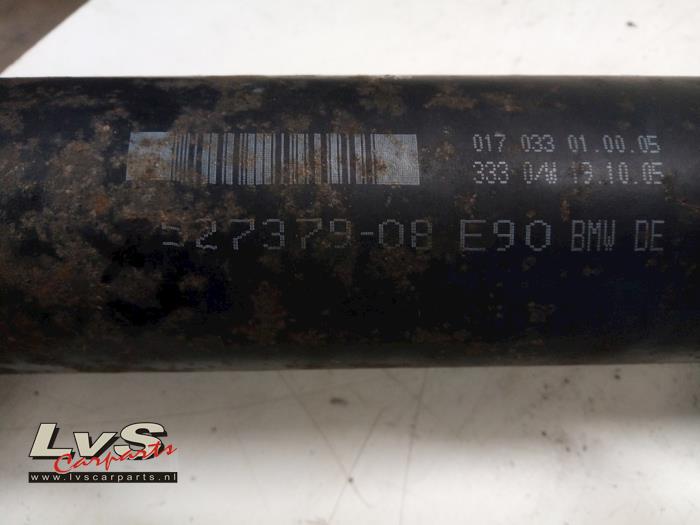 017 033 01.00.05
333 0/W 13.10.05
527379-08 E90 BMW DE
LvS
Carparts
www.lvscarparts.nl